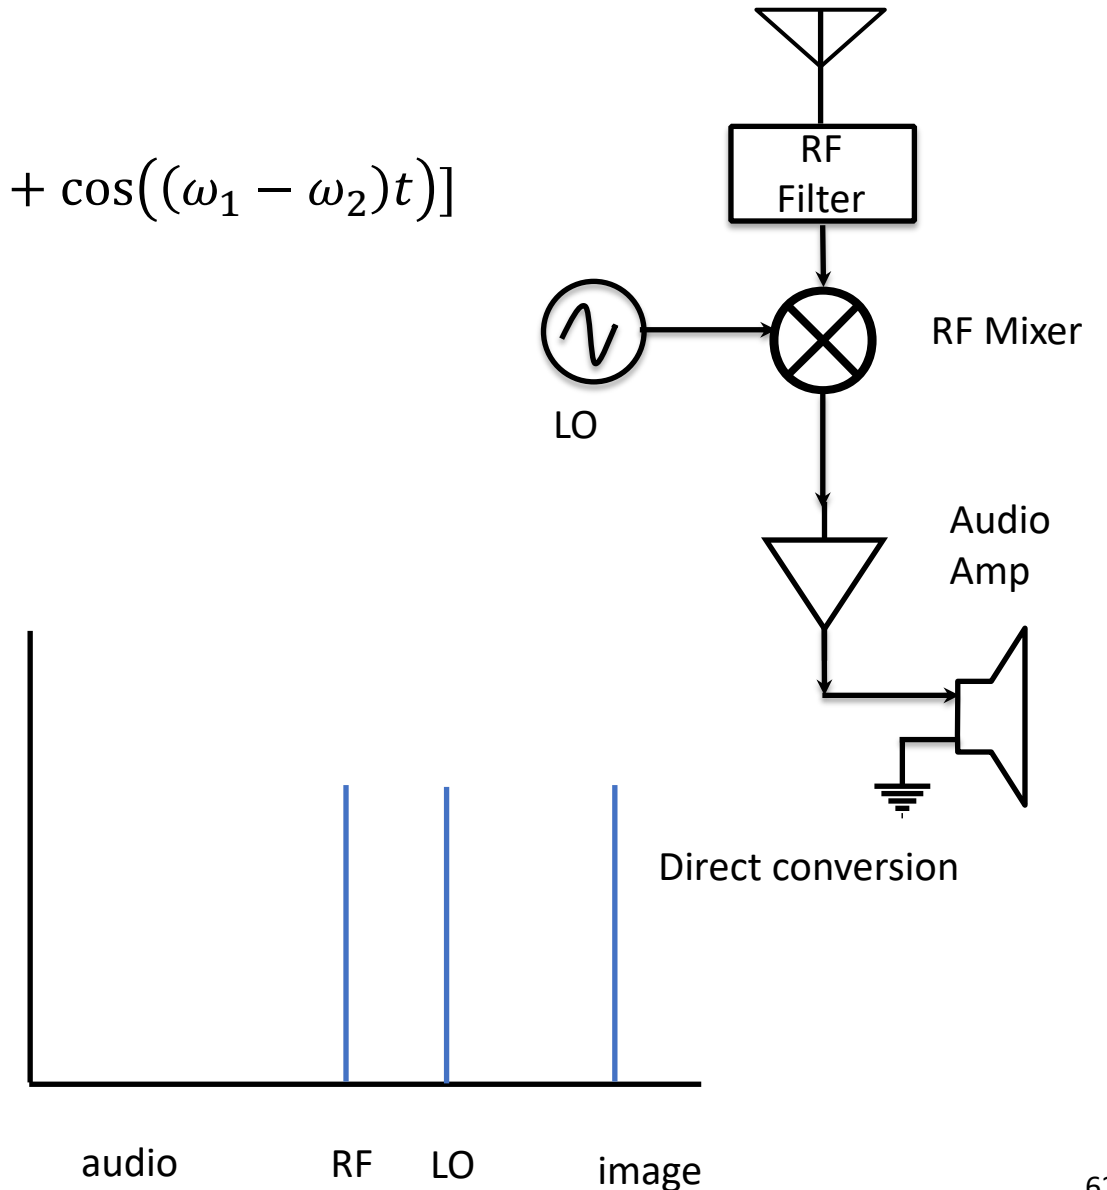 + cos((ω₁ − ω₂)t)]
RF
Filter
RF Mixer
LO
Audio
Amp
Direct conversion
audio RF LO image